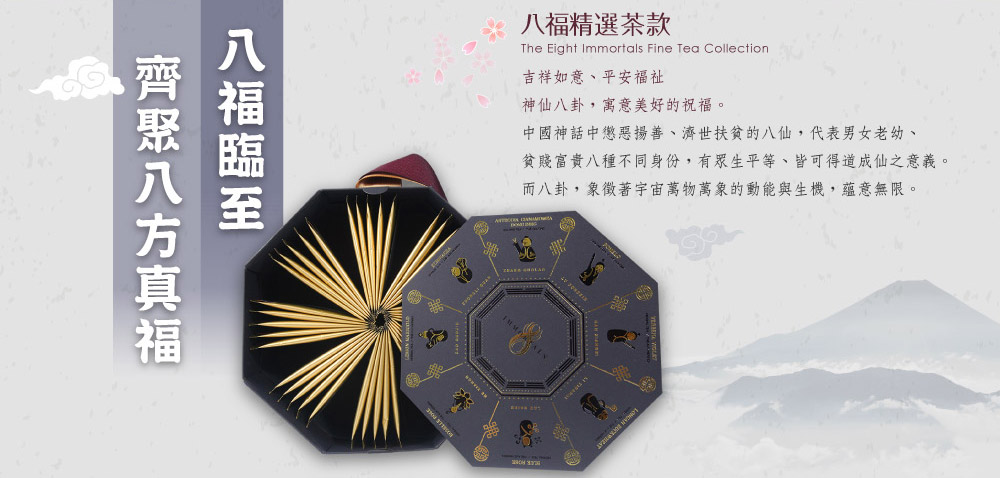 八福臨至
齊聚八方真福
八福精選茶款
The Eight Immortals Fine Tea Collection
吉祥如意、平安福祉
神仙八卦，寓意美好的祝福。
中國神話中懲惡揚善、濟世扶貧的八仙，代表男女老幼、
貧賤富貴八種不同身份，有眾生平等、皆可得道成仙之意義。
而八卦，象徵著宇宙萬物萬象的動能與生機，蘊意無限。